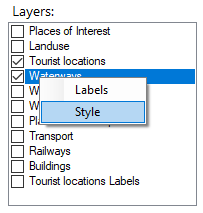 Layers:
Places of Interest
Landuse
Tourist locations
Waterways
Labels
Style
Transport
Railways
Buildings
Tourist locations Labels